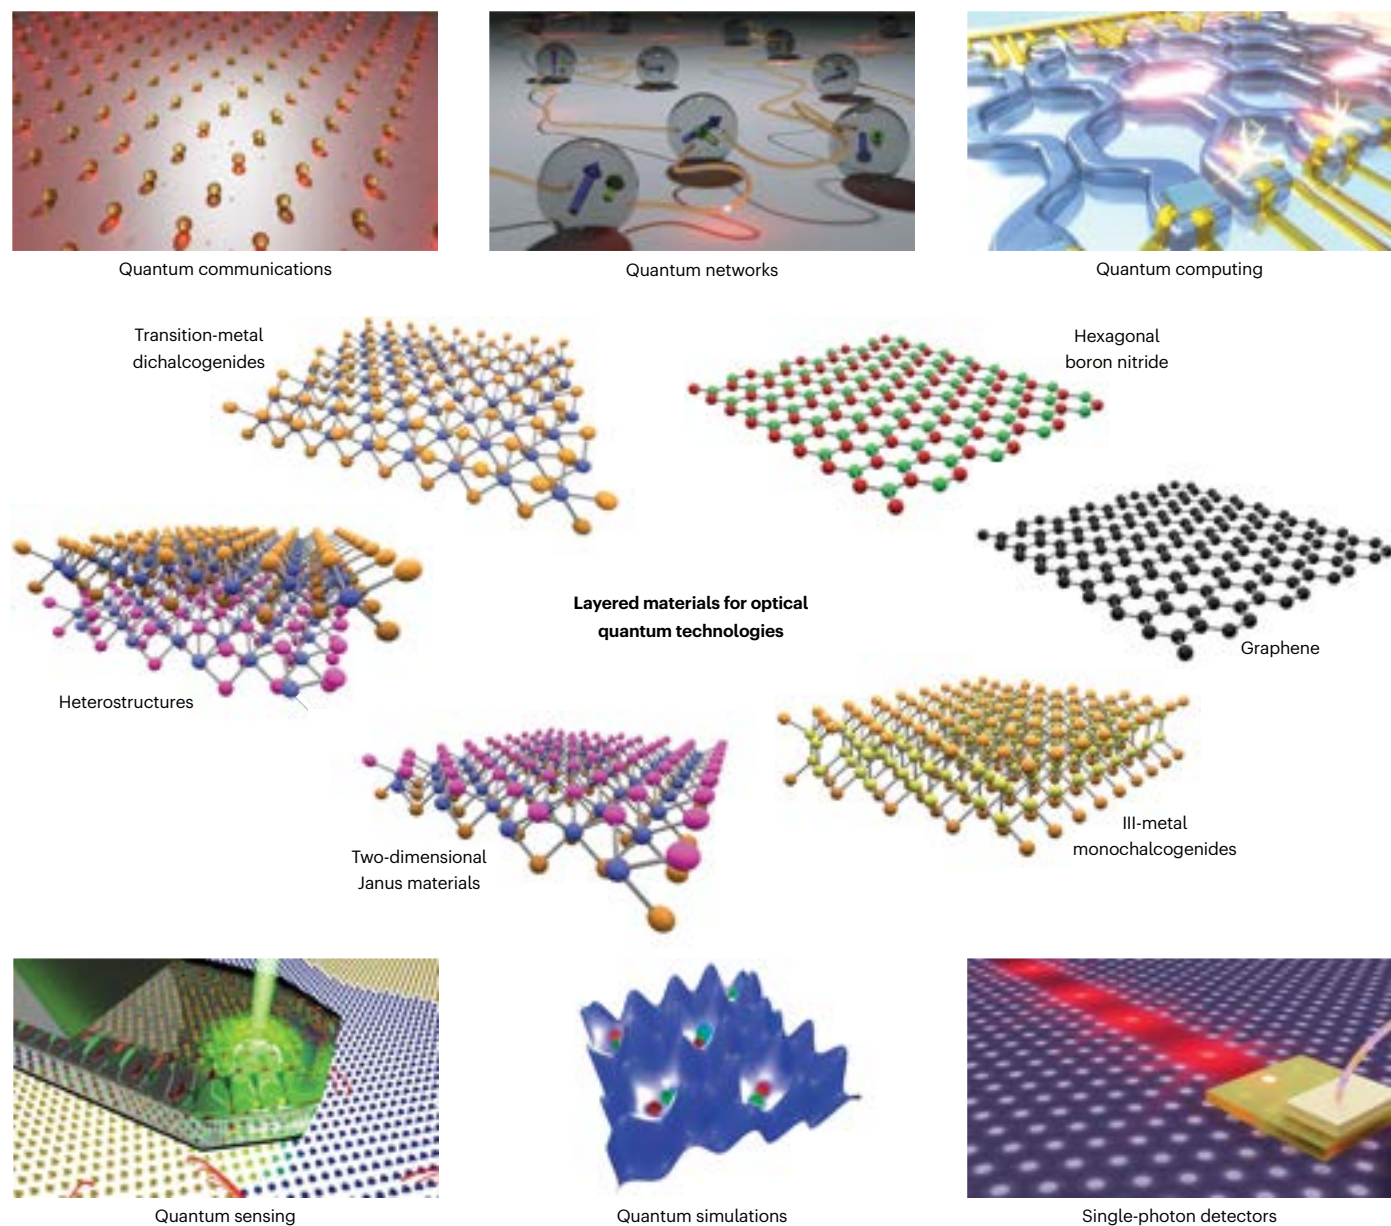 Quantum communications
Quantum networks
Quantum computing
Transition-metal
dichalcogenides
Hexagonal
boron nitride
Layered materials for optical
quantum technologies
Graphene
Heterostructures
Two-dimensional
Janus materials
III-metal
monochalcogenides
Quantum sensing
Quantum simulations
Single-photon detectors